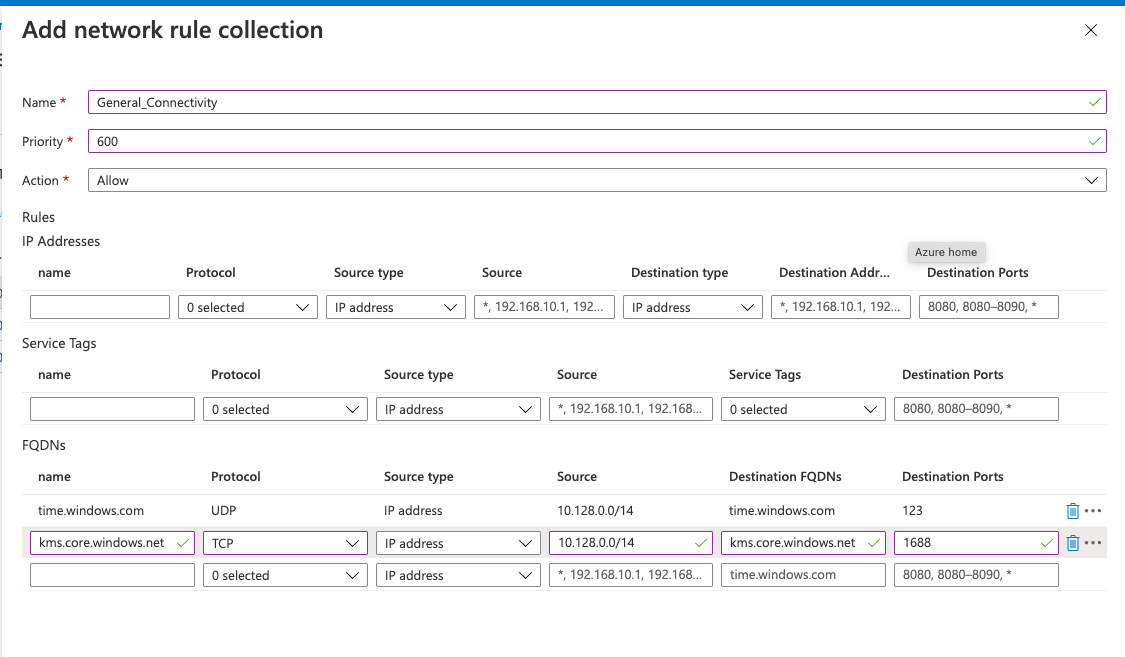 Add network rule collection
Name *
General_Connectivity
Priority *
600
Action *
Allow
Rules
IP Addresses
Azure home
name Protocol Source type Source Destination type Destination Addr... Destination Ports
0 selected IP address *, 192.168.10.1, 192... IP address *, 192.168.10.1, 192... 8080, 8080–8090, *
Service Tags
name Protocol Source type Source Service Tags Destination Ports
0 selected IP address *, 192.168.10.1, 192.168... 0 selected 8080, 8080–8090, *
FQDNs
name Protocol Source type Source Destination FQDNs Destination Ports
time.windows.com UDP IP address 10.128.0.0/14 time.windows.com 123
kms.core.windows.net TCP IP address 10.128.0.0/14 kms.core.windows.net 1688
0 selected IP address *, 192.168.10.1, 192.168... time.windows.com 8080, 8080–8090, *